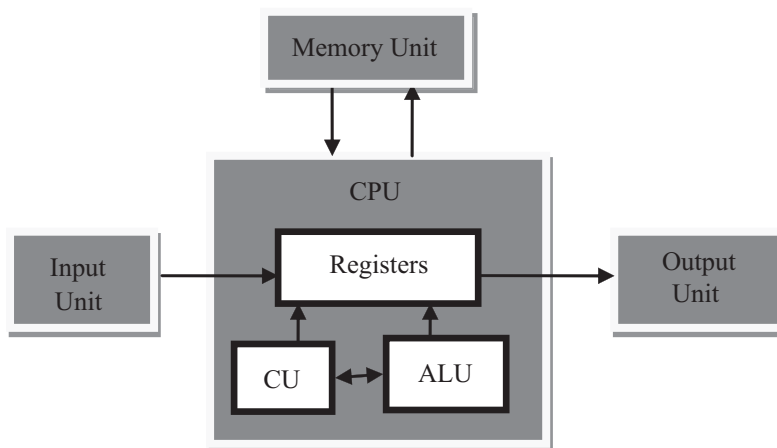 Memory Unit
CPU
Registers
Input
Unit
Output
Unit
CU
ALU